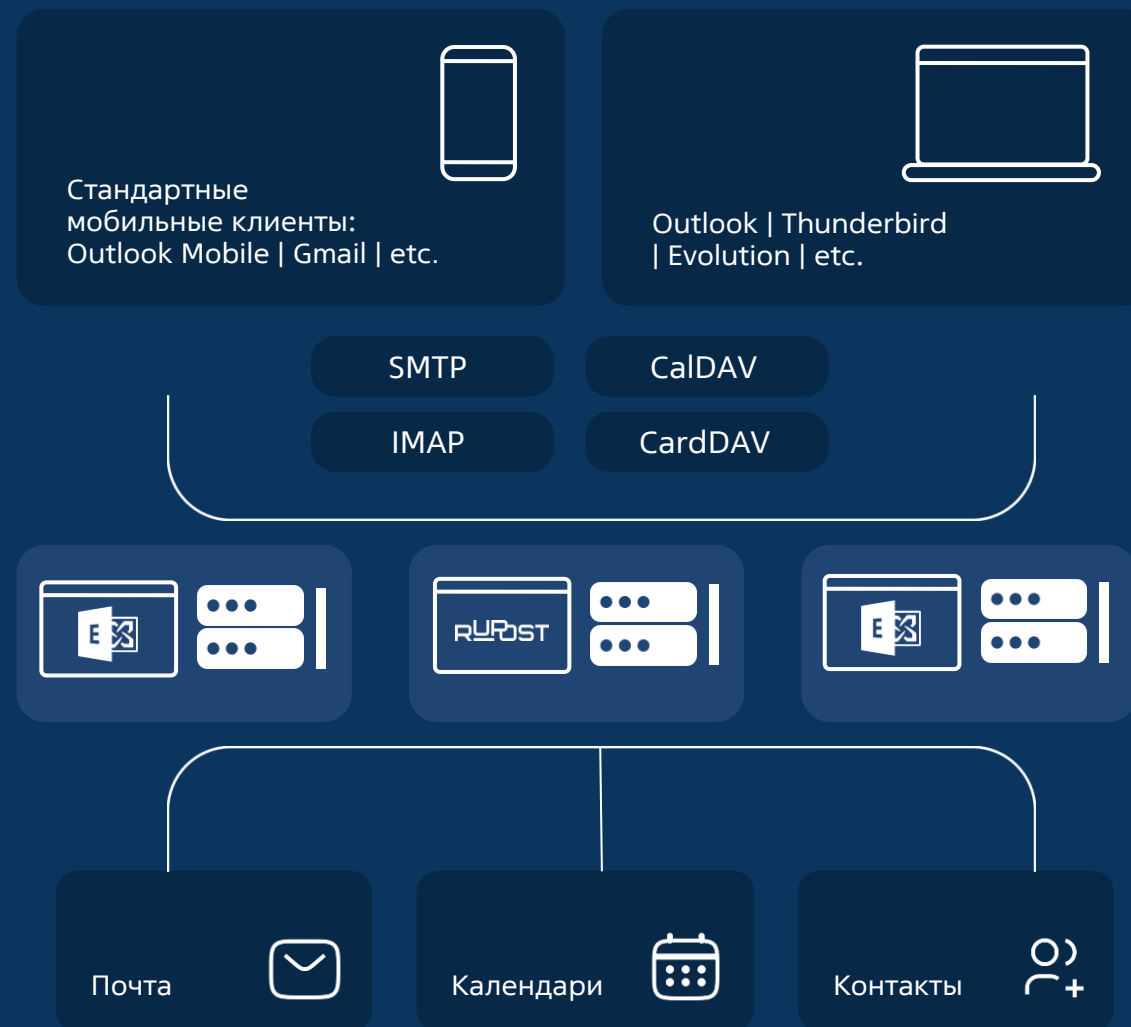 Стандартные
мобильные клиенты:
Outlook Mobile | Gmail | etc.
Outlook | Thunderbird
| Evolution | etc.
SMTP
CalDAV
IMAP
CardDAV
E
RUPOST
E
Почта
Календари
Контакты